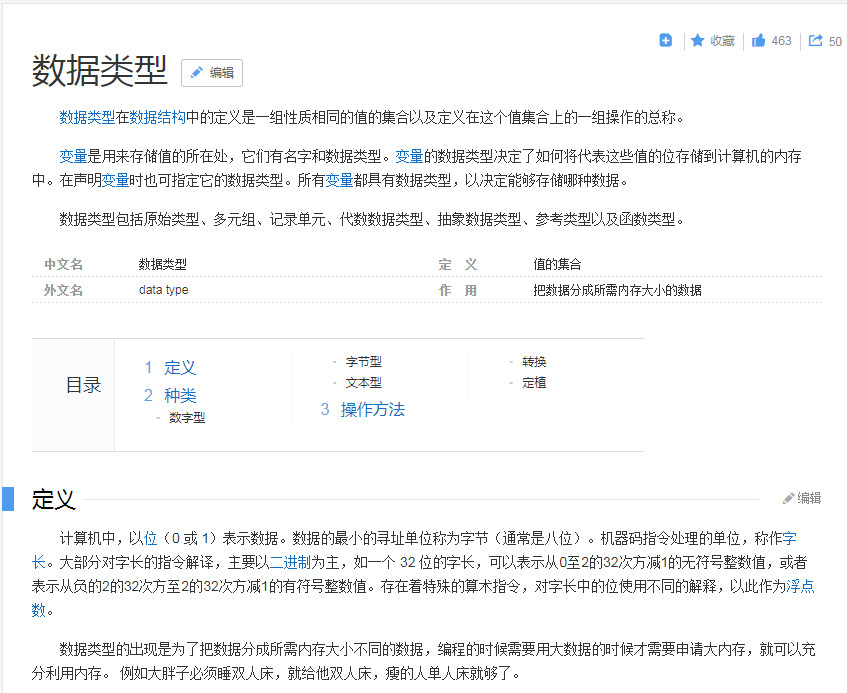 收藏 463 50
数据类型 编辑
数据类型在数据结构中的定义是一组性质相同的值的集合以及定义在这个值集合上的一组操作的总称。
变量是用来存储值的所在处，它们有名字和数据类型。变量的数据类型决定了如何将代表这些值的位存储到计算机的内存
中。在声明变量时也可指定它的数据类型。所有变量都具有数据类型，以决定能够存储哪种数据。
数据类型包括原始类型、多元组、记录单元、代数数据类型、抽象数据类型、参考类型以及函数类型。
中文名 数据类型 定 义 值的集合
外文名 data type 作 用 把数据分成所需内存大小的数据
目录
1 定义
2 种类
- 数字型
- 字节型
- 文本型
3 操作方法
- 转换
- 定植
定义 编辑
计算机中，以位（0 或 1）表示数据。数据的最小的寻址单位称为字节（通常是八位）。机器码指令处理的单位，称作字
长。大部分对字长的指令解译，主要以二进制为主，如一个 32 位的字长，可以表示从0至2的32次方减1的无符号整数值，或者
表示从负的2的32次方至2的32次方减1的有符号整数值。存在着特殊的算术指令，对字长中的位使用不同的解释，以此作为浮点
数。
数据类型的出现是为了把数据分成所需内存大小不同的数据，编程的时候需要用大数据的时候才需要申请大内存，就可以充
分利用内存。 例如大胖子必须睡双人床，就给他双人床，瘦的人单人床就够了。